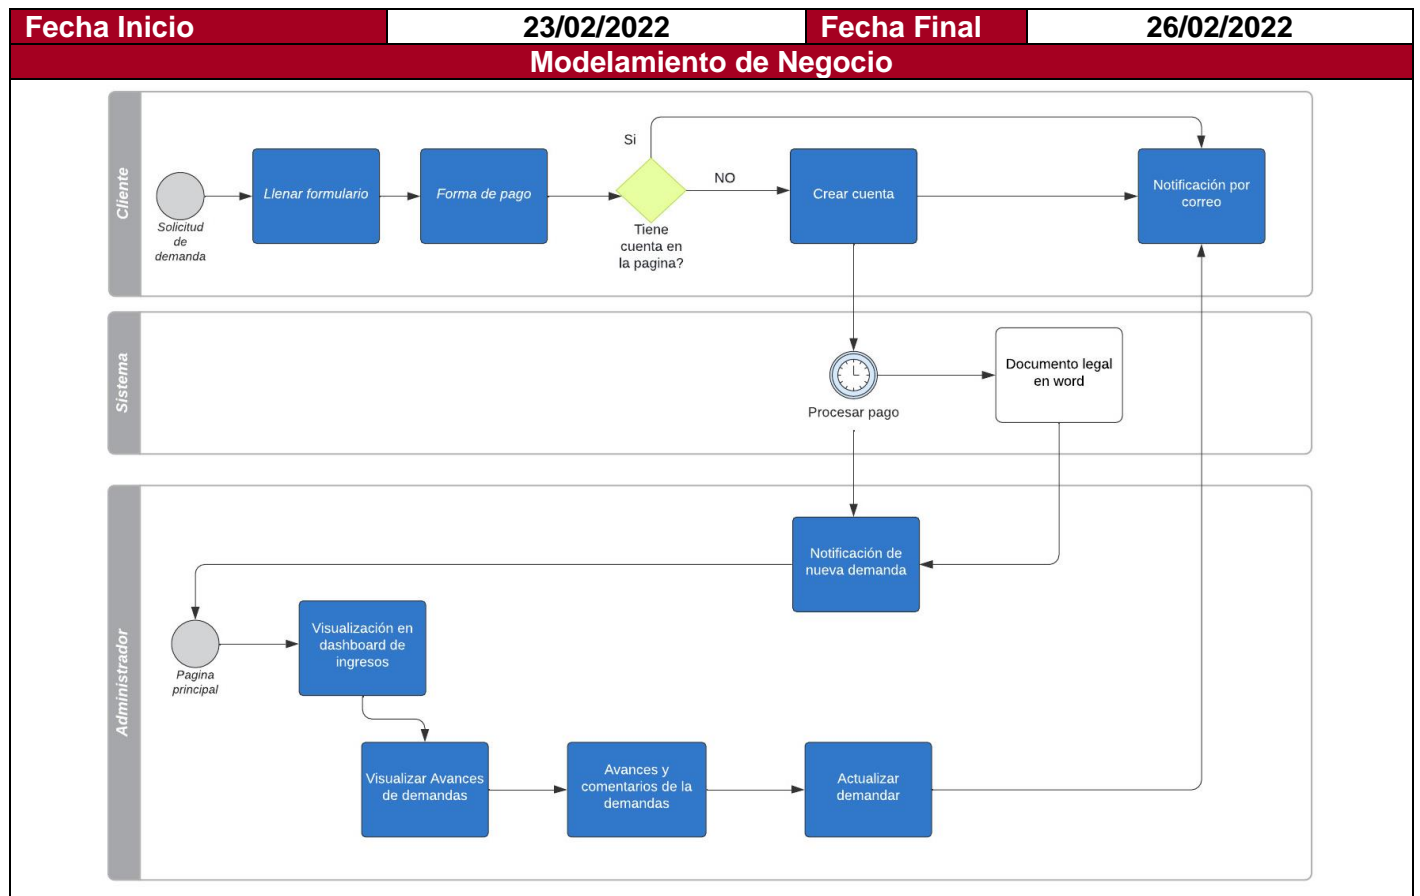 Fecha Inicio 23/02/2022 Fecha Final 26/02/2022
Modelamiento de Negocio
Cliente
Solicitud
de
demanda
Llenar formulario
Forma de pago
Si
NO
Tiene
cuenta en
la pagina?
Crear cuenta
Notificación por
correo
Sistema
Procesar pago
Documento legal
en word
Administrador
Notificación de
nueva demanda
Pagina
principal
Visualización en
dashboard de
ingresos
Visualizar Avances
de demandas
Avances y
comentarios de la
demandas
Actualizar
demandar